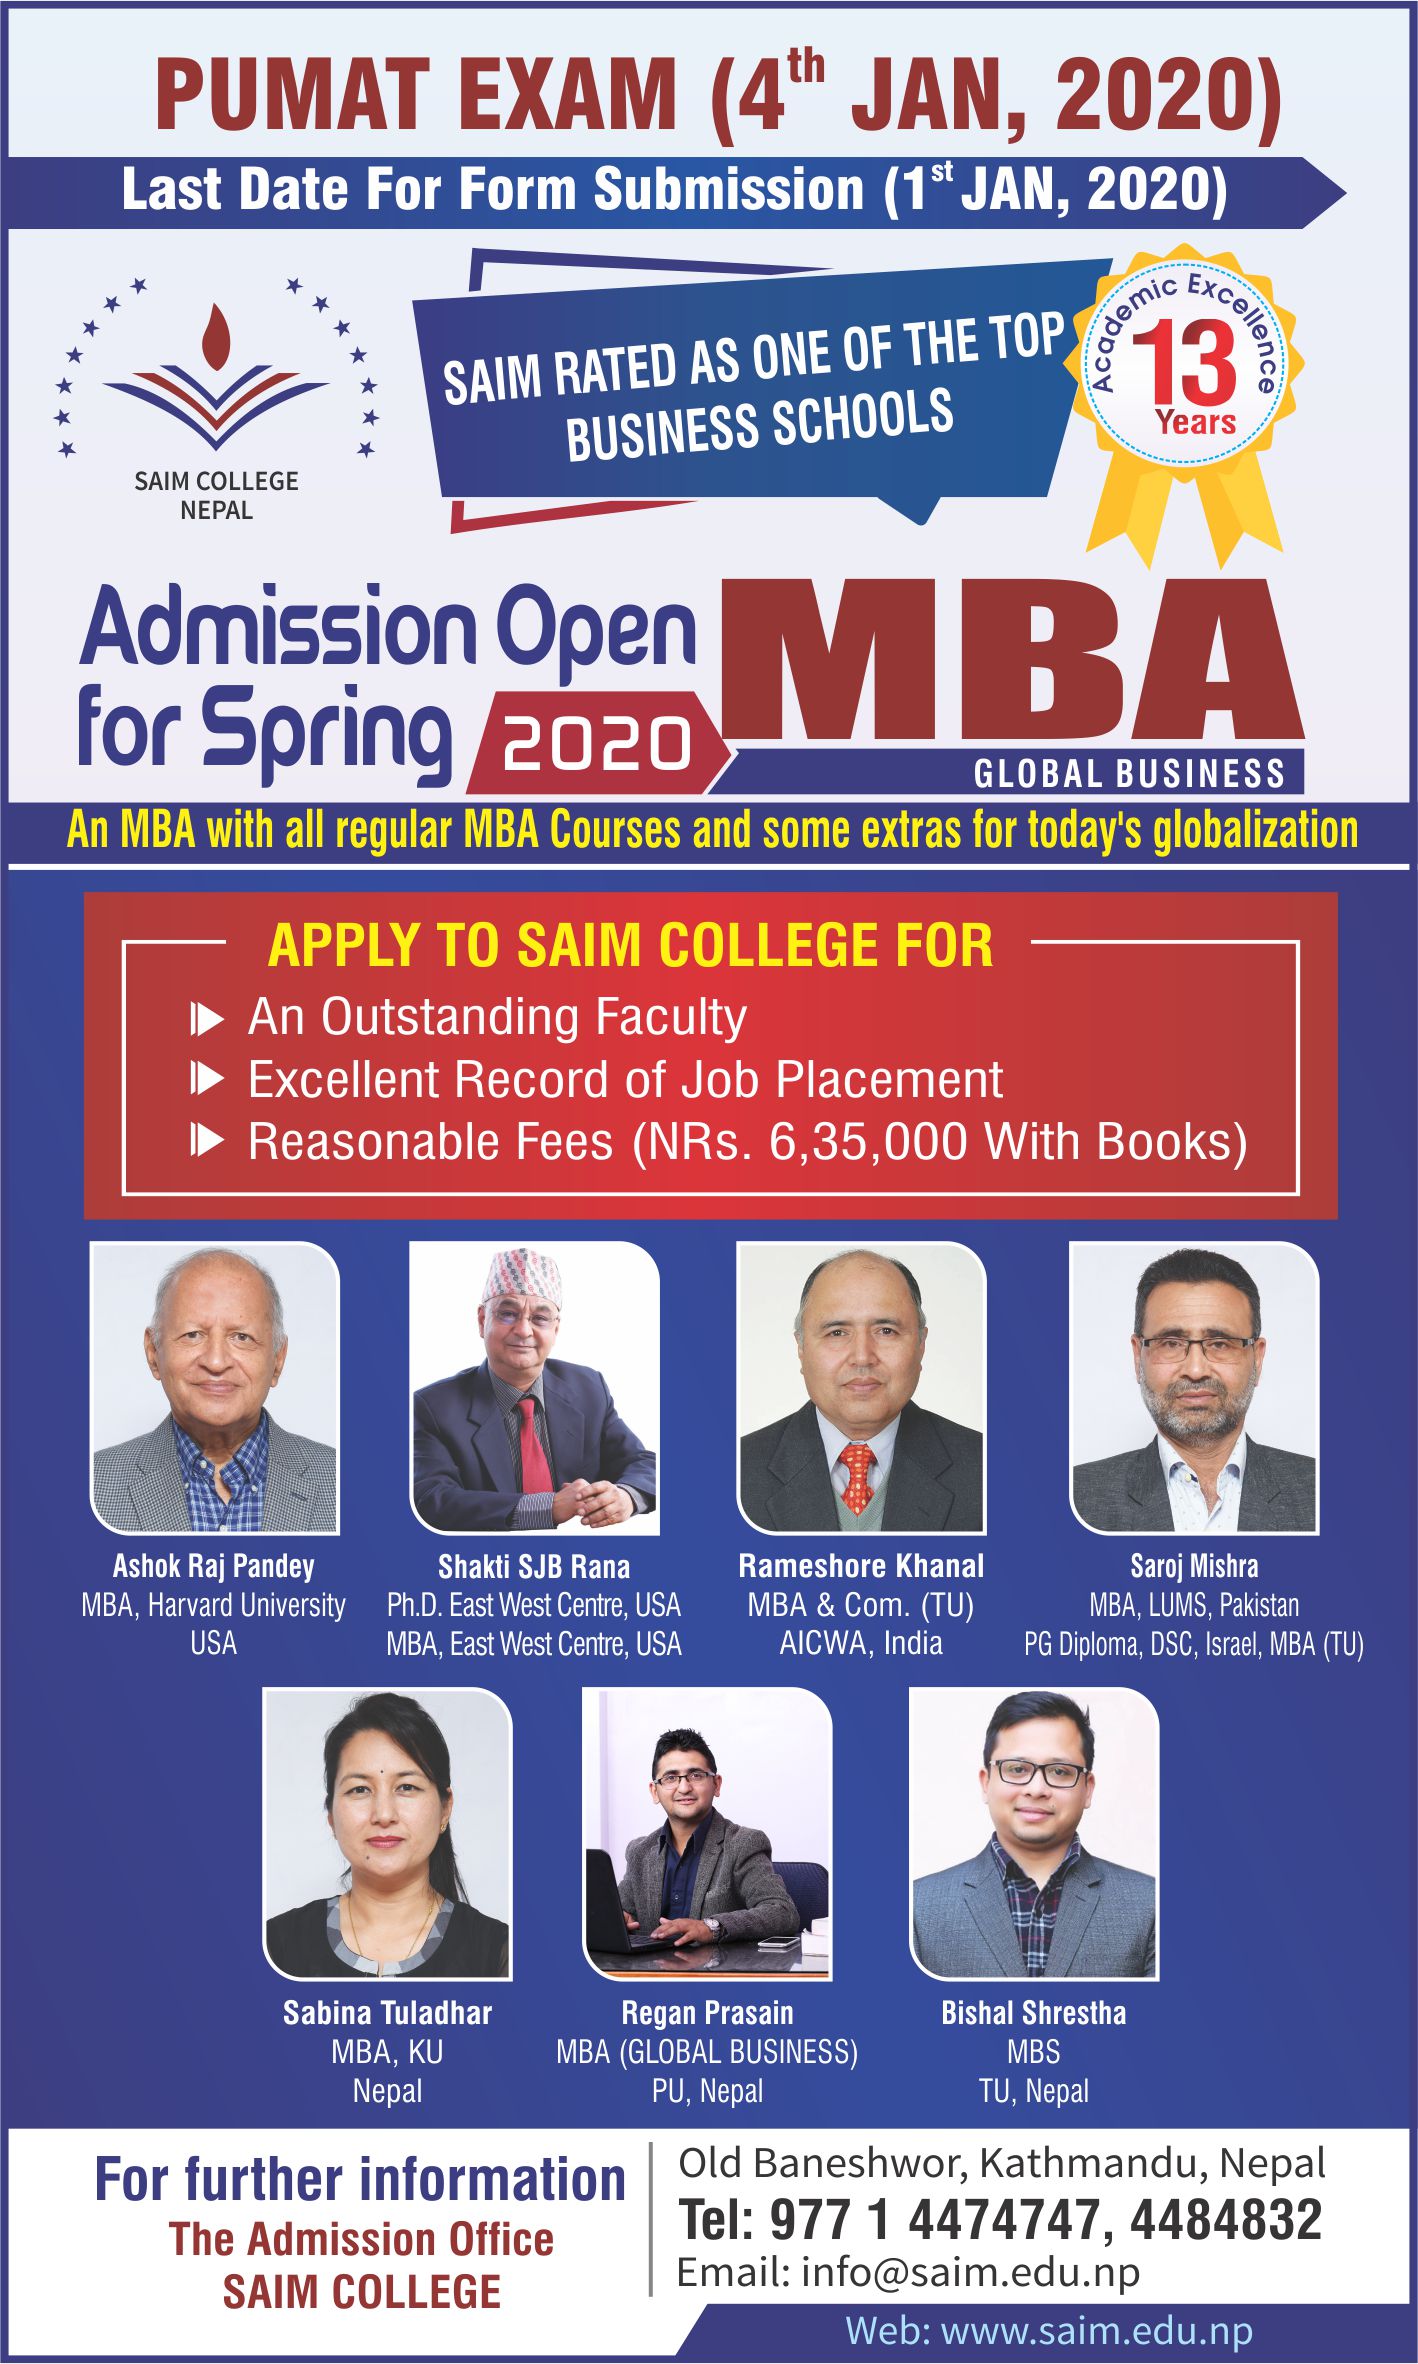 PUMAT EXAM (4th JAN, 2020)
Last Date For Form Submission (1st JAN, 2020)
SAIM COLLEGE
NEPAL
SAIM RATED AS ONE OF THE TOP
BUSINESS SCHOOLS
Academic Excellence
13
Years
Admission Open
for Spring 2020
MBA
GLOBAL BUSINESS
An MBA with all regular MBA Courses and some extras for today's globalization
APPLY TO SAIM COLLEGE FOR
An Outstanding Faculty
Excellent Record of Job Placement
Reasonable Fees (NRs. 6,35,000 With Books)
Ashok Raj Pandey
MBA, Harvard University
USA
Shakti SJB Rana
Ph.D. East West Centre, USA
MBA, East West Centre, USA
Rameshore Khanal
MBA & Com. (TU)
AICWA, India
Saroj Mishra
MBA, LUMS, Pakistan
PG Diploma, DSC, Israel, MBA (TU)
Sabina Tuladhar
MBA, KU
Nepal
Regan Prasain
MBA (GLOBAL BUSINESS)
PU, Nepal
Bishal Shrestha
MBS
TU, Nepal
For further information
The Admission Office
SAIM COLLEGE
Old Baneshwor, Kathmandu, Nepal
Tel: 977 1 4474747, 4484832
Email: info@saim.edu.np
Web: www.saim.edu.np